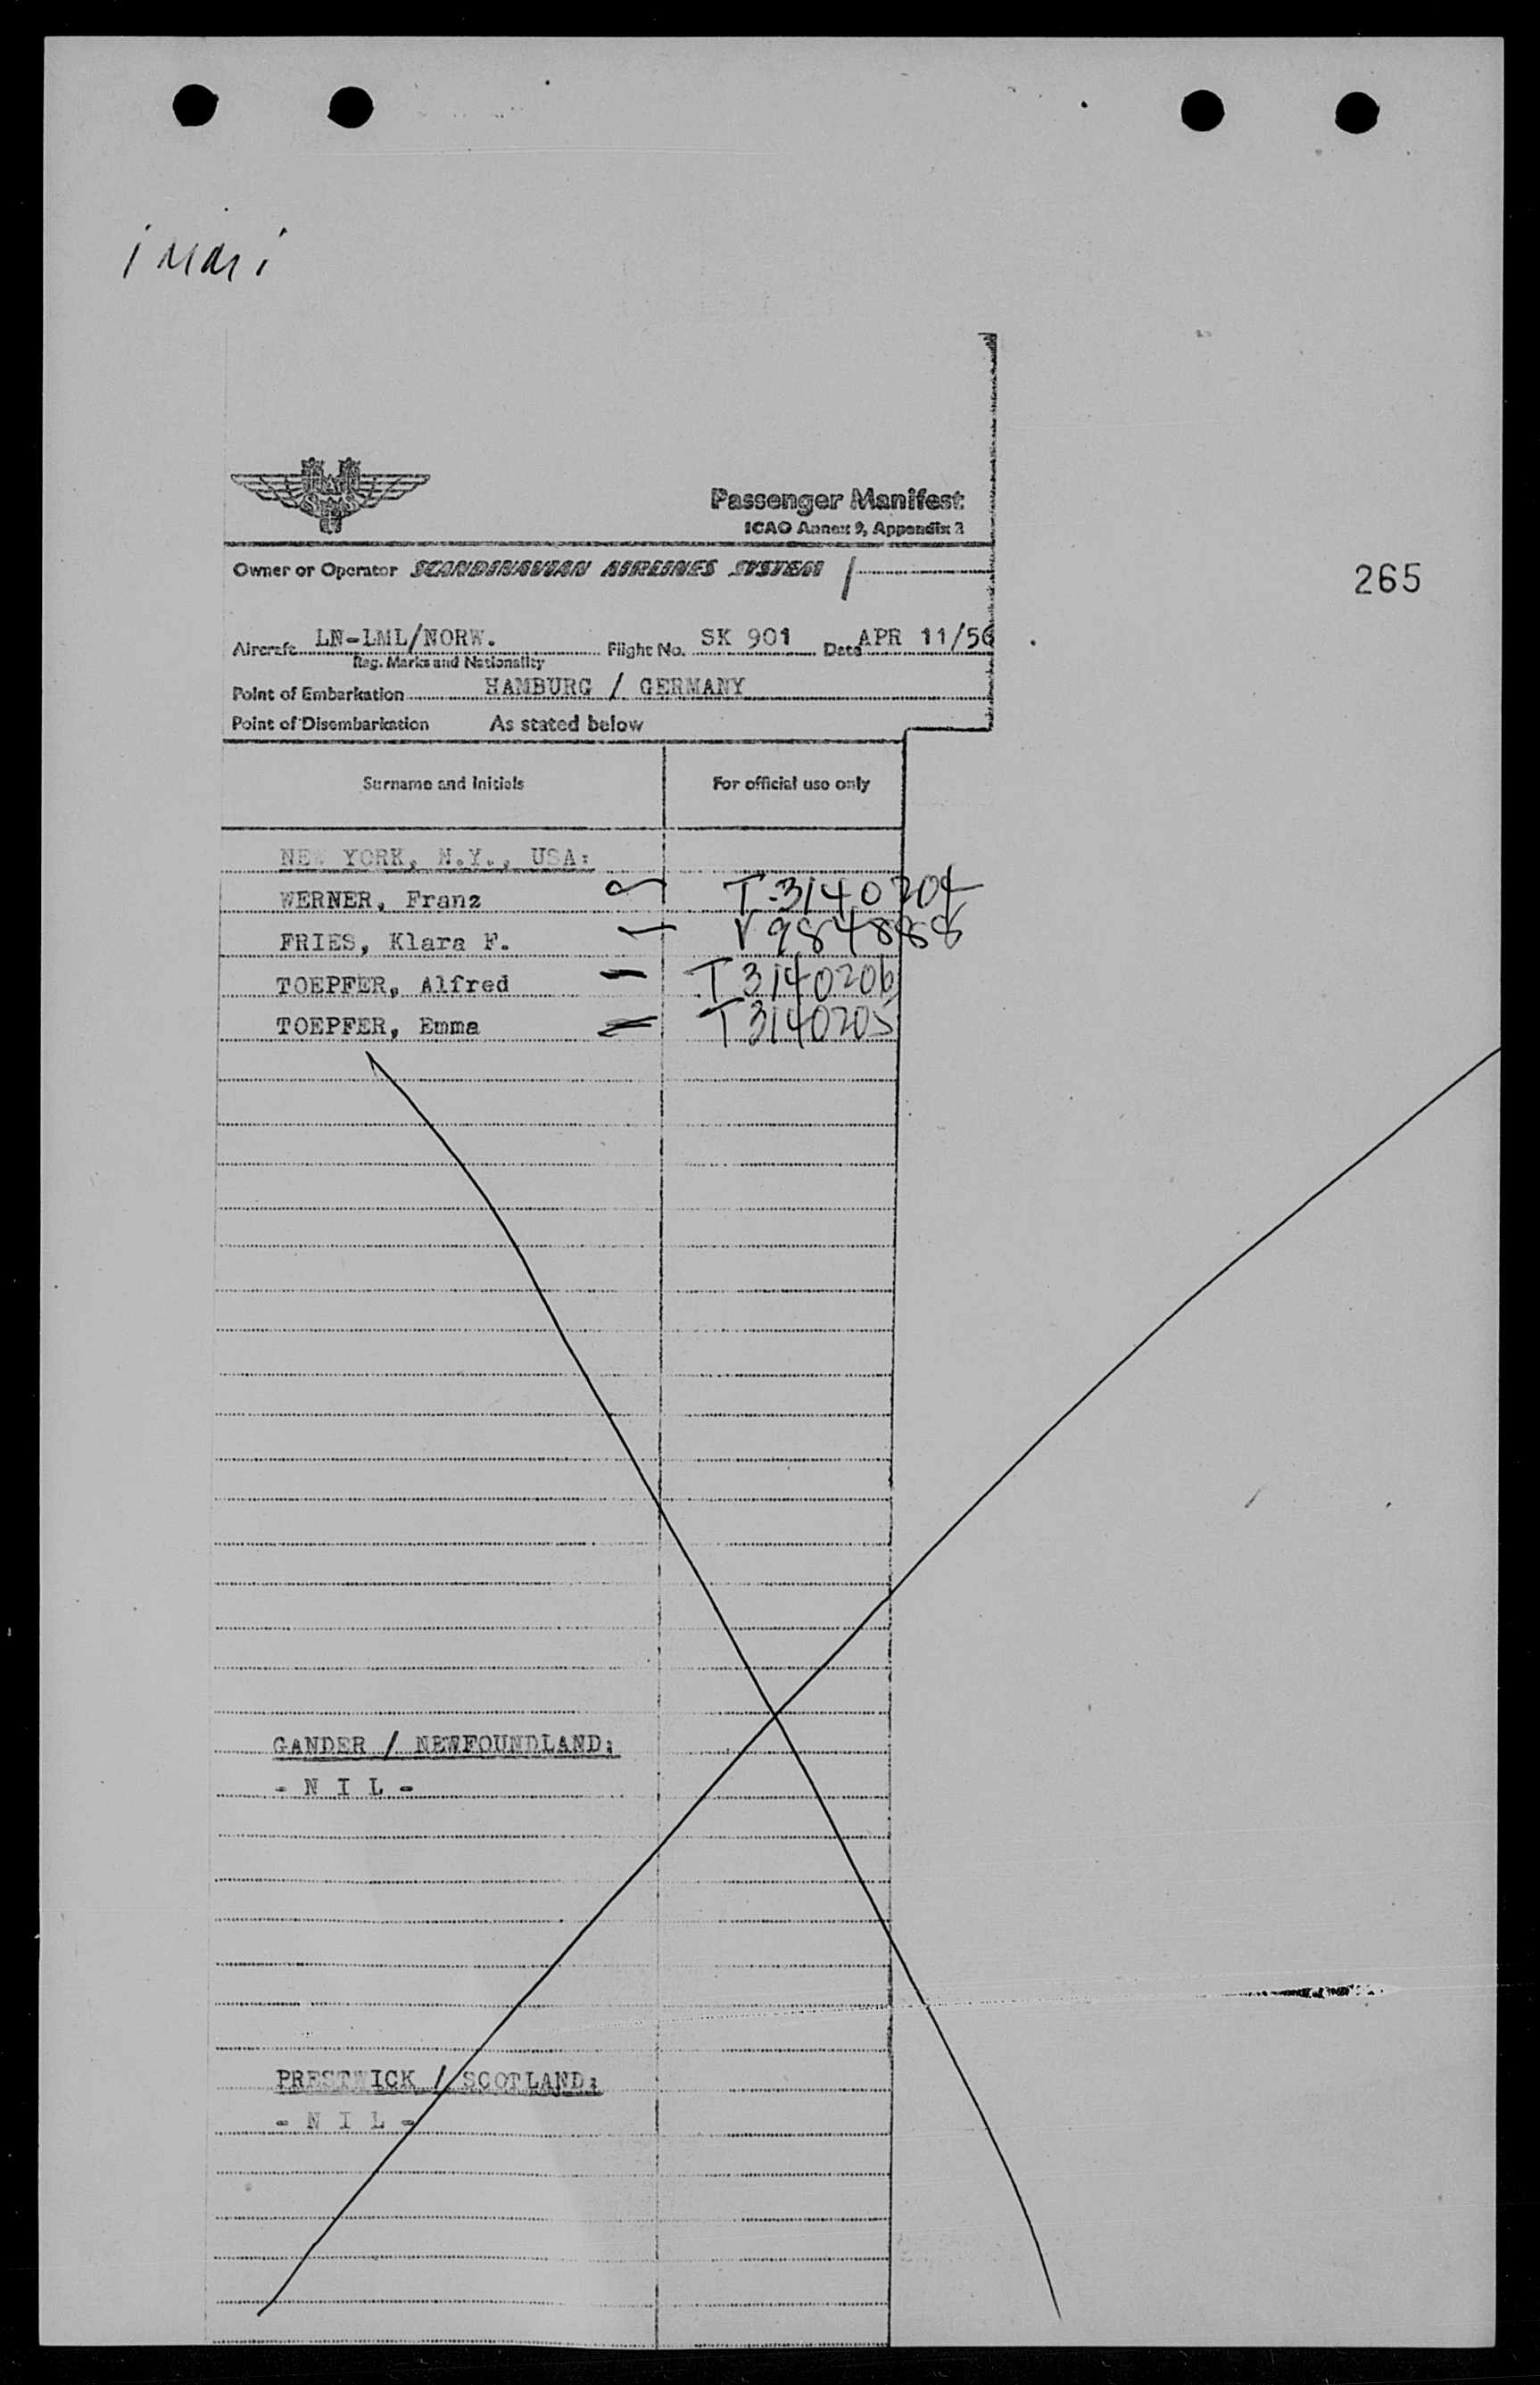 Passenger Manifest
ICAO Annex 9, Appendix 2
Owner or Operator SCANDINAVIAN AIRLINES SYSTEM
265
Aircraft LN-LML/NORW. Flight No. SK 901 Date APR 11/56
Reg. Marks and Nationality
Point of Embarkation HAMBURG / GERMANY
Point of Disembarkation As stated below
Surname and Initials For official use only
NEW YORK, N.Y., USA:
WERNER, Franz T-3140204
FRIES, Klara F. V984888
TOEPFER, Alfred T3140206
TOEPFER, Emma T3140205
GANDER / NEWFOUNDLAND:
- N I L -
PRESTWICK / SCOTLAND:
- N I L -